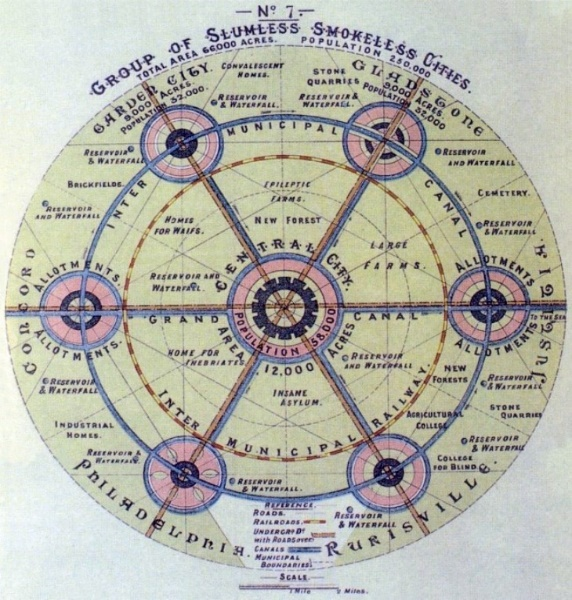 — Nº 7. —
GROUP OF SLUMLESS SMOKELESS CITIES.
TOTAL AREA 66,000 ACRES. POPULATION 250,000
GARDEN CITY.
9,000 ACRES.
POPULATION 32,000.
CONVALESCENT HOMES.
STONE QUARRIES
GLADSTONE
9,000 ACRES
POPULATION 32,000
RESERVOIR & WATERFALL.
RESERVOIR & WATERFALL.
RESERVOIR & WATERFALL
RESERVOIR AND WATERFALL
INTER MUNICIPAL CANAL
BRICKFIELDS.
RESERVOIR AND WATERFALL
EPILEPTIC FARMS.
HOMES FOR WAIFS.
NEW FOREST
LARGE FARMS.
CEMETERY.
RESERVOIR & WATERFALL
CONCORD
ALLOTMENTS.
RESERVOIR AND WATERFALL.
CENTRAL CITY.
ALLOTMENTS
JUSTITIA
GRAND CANAL
TO THE SEA
ALLOTMENTS.
ALLOTMENTS.
POPULATION 58,000
AREA 12,000 ACRES
HOME FOR INEBRIATES.
RESERVOIR AND WATERFALL
RESERVOIR & WATERFALL
NEW FORESTS
RESERVOIR & WATERFALL
INSANE ASYLUM.
INTER MUNICIPAL RAILWAY.
AGRICULTURAL COLLEGE
STONE QUARRIES
INDUSTRIAL HOMES.
RESERVOIR & WATERFALL
COLLEGE FOR BLIND.
RESERVOIR & WATERFALL
RESERVOIR & WATERFALL.
PHILADELPHIA.
RURISVILLE
RESERVOIR & WATERFALL
REFERENCE.
ROADS.
RAILROADS.
UNDERGRD Dº
WITH ROADS OVER
CANALS
MUNICIPAL
BOUNDARIES
— SCALE. —
1 MILE 2 MILES.